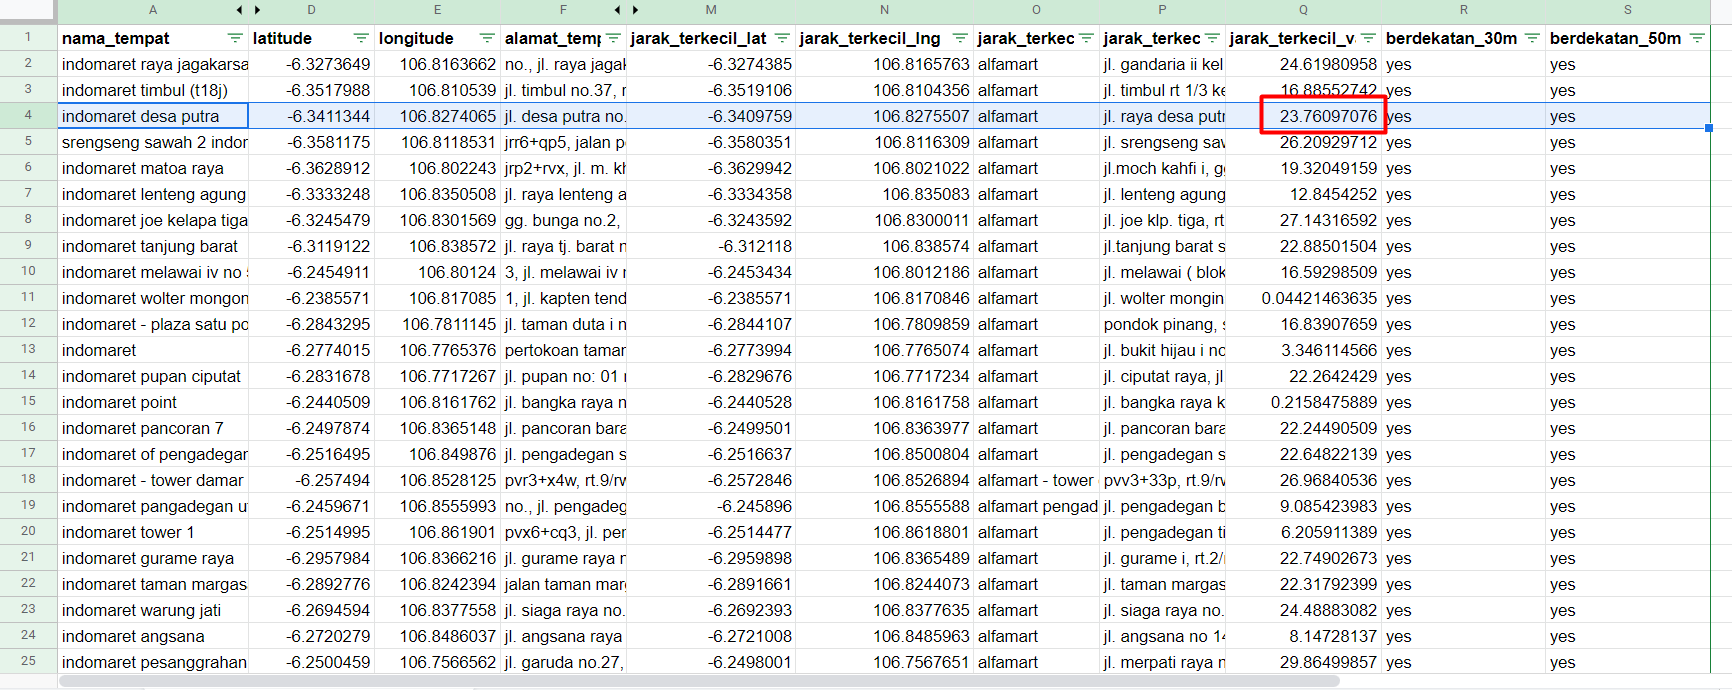 A D E F M N O P Q R S
1 nama_tempat latitude longitude alamat_temp jarak_terkecil_lat jarak_terkecil_lng jarak_terkec jarak_terkec jarak_terkecil_v berdekatan_30m berdekatan_50m
2 indomaret raya jagakarsa -6.3273649 106.8163662 no., jl. raya jagak -6.3274385 106.8165763 alfamart jl. gandaria ii kel 24.61980958 yes yes
3 indomaret timbul (t18j) -6.3517988 106.810539 jl. timbul no.37, -6.3519106 106.8104356 alfamart jl. timbul rt 1/3 ke 16.88552742 yes yes
4 indomaret desa putra -6.3411344 106.8274065 jl. desa putra no. -6.3409759 106.8275507 alfamart jl. raya desa putr 23.76097076 yes yes
5 srengseng sawah 2 indor -6.3581175 106.8118531 jrr6+qp5, jalan p -6.3580351 106.8116309 alfamart jl. srengseng saw 26.20929712 yes yes
6 indomaret matoa raya -6.3628912 106.802243 jrp2+rvx, jl. m. kh -6.3629942 106.8021022 alfamart jl.moch kahfi i, g 19.32049159 yes yes
7 indomaret lenteng agung -6.3333248 106.8350508 jl. raya lenteng a -6.3334358 106.835083 alfamart jl. lenteng agung 12.8454252 yes yes
8 indomaret joe kelapa tiga -6.3245479 106.8301569 gg. bunga no.2, -6.3243592 106.8300011 alfamart jl. joe klp. tiga, rt 27.14316592 yes yes
9 indomaret tanjung barat -6.3119122 106.838572 jl. raya tj. barat n -6.312118 106.838574 alfamart jl.tanjung barat s 22.88501504 yes yes
10 indomaret melawai iv no -6.2454911 106.80124 3, jl. melawai iv -6.2453434 106.8012186 alfamart jl. melawai ( blok 16.59298509 yes yes
11 indomaret wolter mongon -6.2385571 106.817085 1, jl. kapten tend -6.2385571 106.8170846 alfamart jl. wolter mongin 0.04421463635 yes yes
12 indomaret - plaza satu po -6.2843295 106.7811145 jl. taman duta i n -6.2844107 106.7809859 alfamart pondok pinang, 16.83907659 yes yes
13 indomaret -6.2774015 106.7765376 pertokoan taman -6.2773994 106.7765074 alfamart jl. bukit hijau i no 3.346114566 yes yes
14 indomaret pupan ciputat -6.2831678 106.7717267 jl. pupan no: 01 -6.2829676 106.7717234 alfamart jl. ciputat raya, jl 22.2642429 yes yes
15 indomaret point -6.2440509 106.8161762 jl. bangka raya n -6.2440528 106.8161758 alfamart jl. bangka raya k 0.2158475889 yes yes
16 indomaret pancoran 7 -6.2497874 106.8365148 jl. pancoran bara -6.2499501 106.8363977 alfamart jl. pancoran bara 22.24490509 yes yes
17 indomaret of pengadegan -6.2516495 106.849876 jl. pengadegan s -6.2516637 106.8500804 alfamart jl. pengadegan s 22.64822139 yes yes
18 indomaret - tower damar -6.257494 106.8528125 pvr3+x4w, rt.9/rw -6.2572846 106.8526894 alfamart - tower pvv3+33p, rt.9/rw 26.96840536 yes yes
19 indomaret pangadegan u -6.2459671 106.8555993 no., jl. pengadeg -6.245896 106.8555588 alfamart pengad jl. pengadegan b 9.085423983 yes yes
20 indomaret tower 1 -6.2514995 106.861901 pvx6+cq3, jl. per -6.2514477 106.8618801 alfamart jl. pengadegan ti 6.205911389 yes yes
21 indomaret gurame raya -6.2957984 106.8366216 jl. gurame raya n -6.2959898 106.8365489 alfamart jl. gurame i, rt.2/ 22.74902673 yes yes
22 indomaret taman margas -6.2892776 106.8242394 jalan taman mar -6.2891661 106.8244073 alfamart jl. taman margas 22.31792399 yes yes
23 indomaret warung jati -6.2694594 106.8377558 jl. siaga raya no. -6.2692393 106.8377635 alfamart jl. siaga raya no. 24.48883082 yes yes
24 indomaret angsana -6.2720279 106.8486037 jl. angsana raya -6.2721008 106.8485963 alfamart jl. angsana no 14 8.14728137 yes yes
25 indomaret pesanggrahan -6.2500459 106.7566562 jl. garuda no.27, -6.2498001 106.7567651 alfamart jl. merpati raya n 29.86499857 yes yes